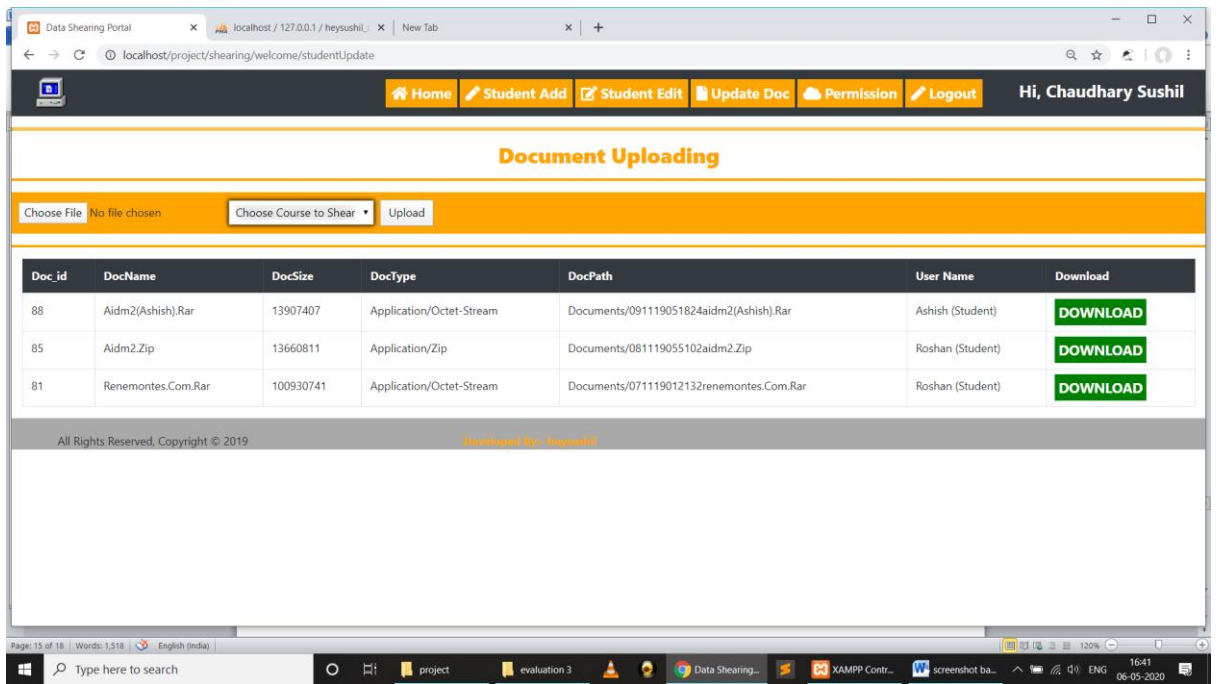 Data Shearing Portal
localhost / 127.0.0.1 / heysushil_
New Tab
localhost/project/shearing/welcome/studentUpdate
Home Student Add Student Edit Update Doc Permission Logout Hi, Chaudhary Sushil
Document Uploading
Choose File No file chosen Choose Course to Shear Upload
Doc_id DocName DocSize DocType DocPath User Name Download
88 Aidm2(Ashish).Rar 13907407 Application/Octet-Stream Documents/091119051824aidm2(Ashish).Rar Ashish (Student) DOWNLOAD
85 Aidm2.Zip 13660811 Application/Zip Documents/081119055102aidm2.Zip Roshan (Student) DOWNLOAD
81 Renemontes.Com.Rar 100930741 Application/Octet-Stream Documents/071119012132renemontes.Com.Rar Roshan (Student) DOWNLOAD
All Rights Reserved, Copyright © 2019 Developed By:- heysushil
Page: 15 of 18 Words: 1,518 English (India) 120%
Type here to search project evaluation 3 Data Shearing... XAMPP Contr... screenshot ba... ENG 16:41
06-05-2020